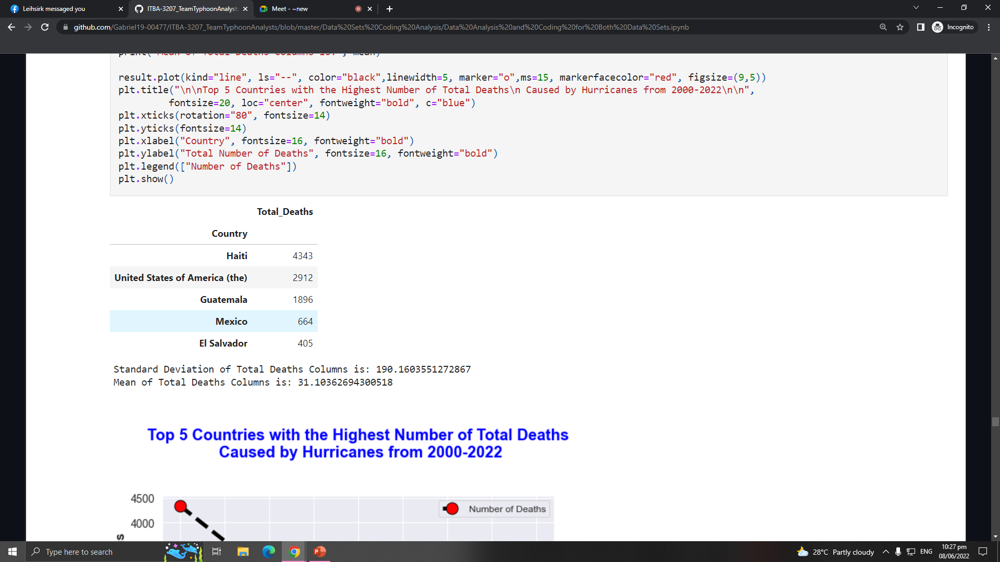 Leihsirk messaged you
ITBA-3207_TeamTyphoonAnalysts
Meet - ~new
github.com/Gabriel19-00477/ITBA-3207_TeamTyphoonAnalysts/blob/master/Data%20Sets%20Coding%20Analysis/Data%20Analysis%20and%20Coding%20for%20Both%20Data%20Sets.ipynb
Incognito
print("Mean of Total Deaths Columns is:", mean)
result.plot(kind="line", ls="--", color="black",linewidth=5, marker="o",ms=15, markerfacecolor="red", figsize=(9,5))
plt.title("\n\nTop 5 Countries with the Highest Number of Total Deaths\n Caused by Hurricanes from 2000-2022\n\n",
fontsize=20, loc="center", fontweight="bold", c="blue")
plt.xticks(rotation="80", fontsize=14)
plt.yticks(fontsize=14)
plt.xlabel("Country", fontsize=16, fontweight="bold")
plt.ylabel("Total Number of Deaths", fontsize=16, fontweight="bold")
plt.legend(["Number of Deaths"])
plt.show()
Total_Deaths
Country
Haiti 4343
United States of America (the) 2912
Guatemala 1896
Mexico 664
El Salvador 405
Standard Deviation of Total Deaths Columns is: 190.1603551272867
Mean of Total Deaths Columns is: 31.10362694300518
Top 5 Countries with the Highest Number of Total Deaths
Caused by Hurricanes from 2000-2022
4500
Number of Deaths
4000
s
Type here to search
28°C Partly cloudy
ENG
10:27 pm
08/06/2022